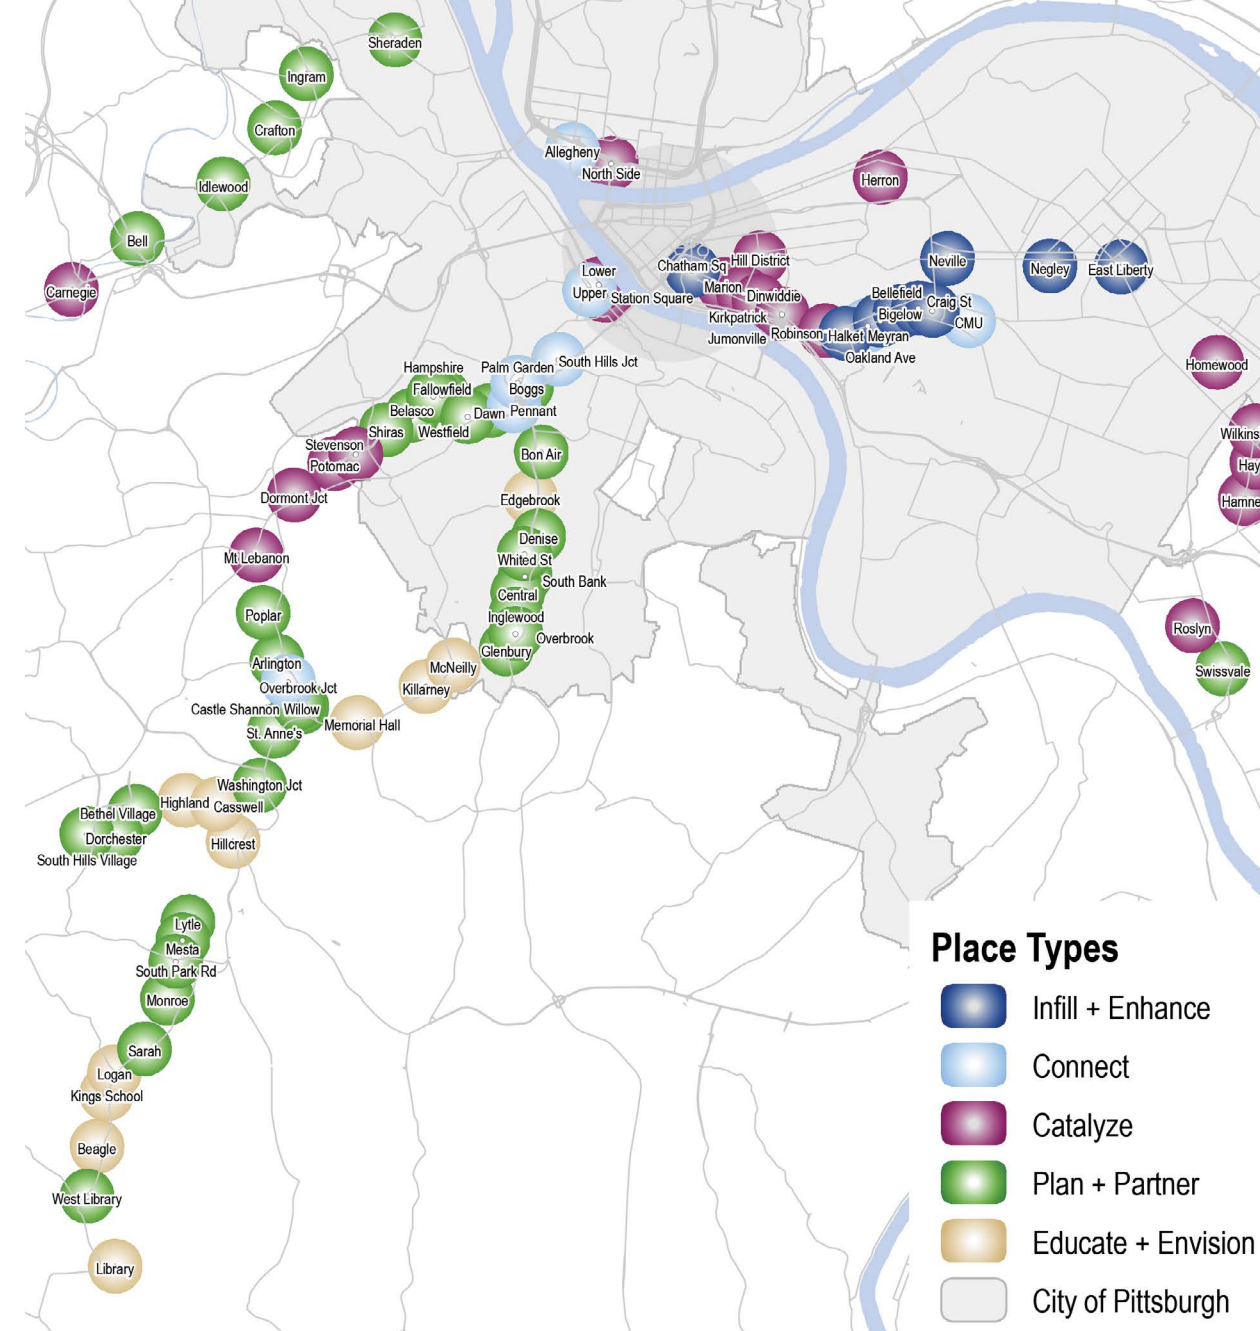 Sheraden
Ingram
Crafton
Allegheny
North Side
Herron
Idlewood
Bell
Carnegie
Lower
Upper
Station Square
Chatham Sq
Hill District
Marion
Dinwiddie
Kirkpatrick
Jumonville
Robinson
Halket
Meyran
Oakland Ave
Bellefield
Bigelow
Craig St
CMU
Neville
Negley
East Liberty
Homewood
Wilkins
Hay
Hamne
Hampshire
Fallowfield
Belasco
Shiras
Westfield
Dawn
Palm Garden
Boggs
Pennant
South Hills Jct
Stevenson
Potomac
Dormont Jct
Bon Air
Edgebrook
Denise
Whited St
South Bank
Central
Inglewood
Overbrook
Glenbury
Mt Lebanon
Poplar
Arlington
Overbrook Jct
Castle Shannon
Willow
St. Anne's
McNeilly
Killarney
Memorial Hall
Roslyn
Swissvale
Washington Jct
Highland
Casswell
Hillcrest
Bethel Village
Dorchester
South Hills Village
Lytle
Mesta
South Park Rd
Monroe
Sarah
Logan
Kings School
Beagle
West Library
Library
Place Types
Infill + Enhance
Connect
Catalyze
Plan + Partner
Educate + Envision
City of Pittsburgh